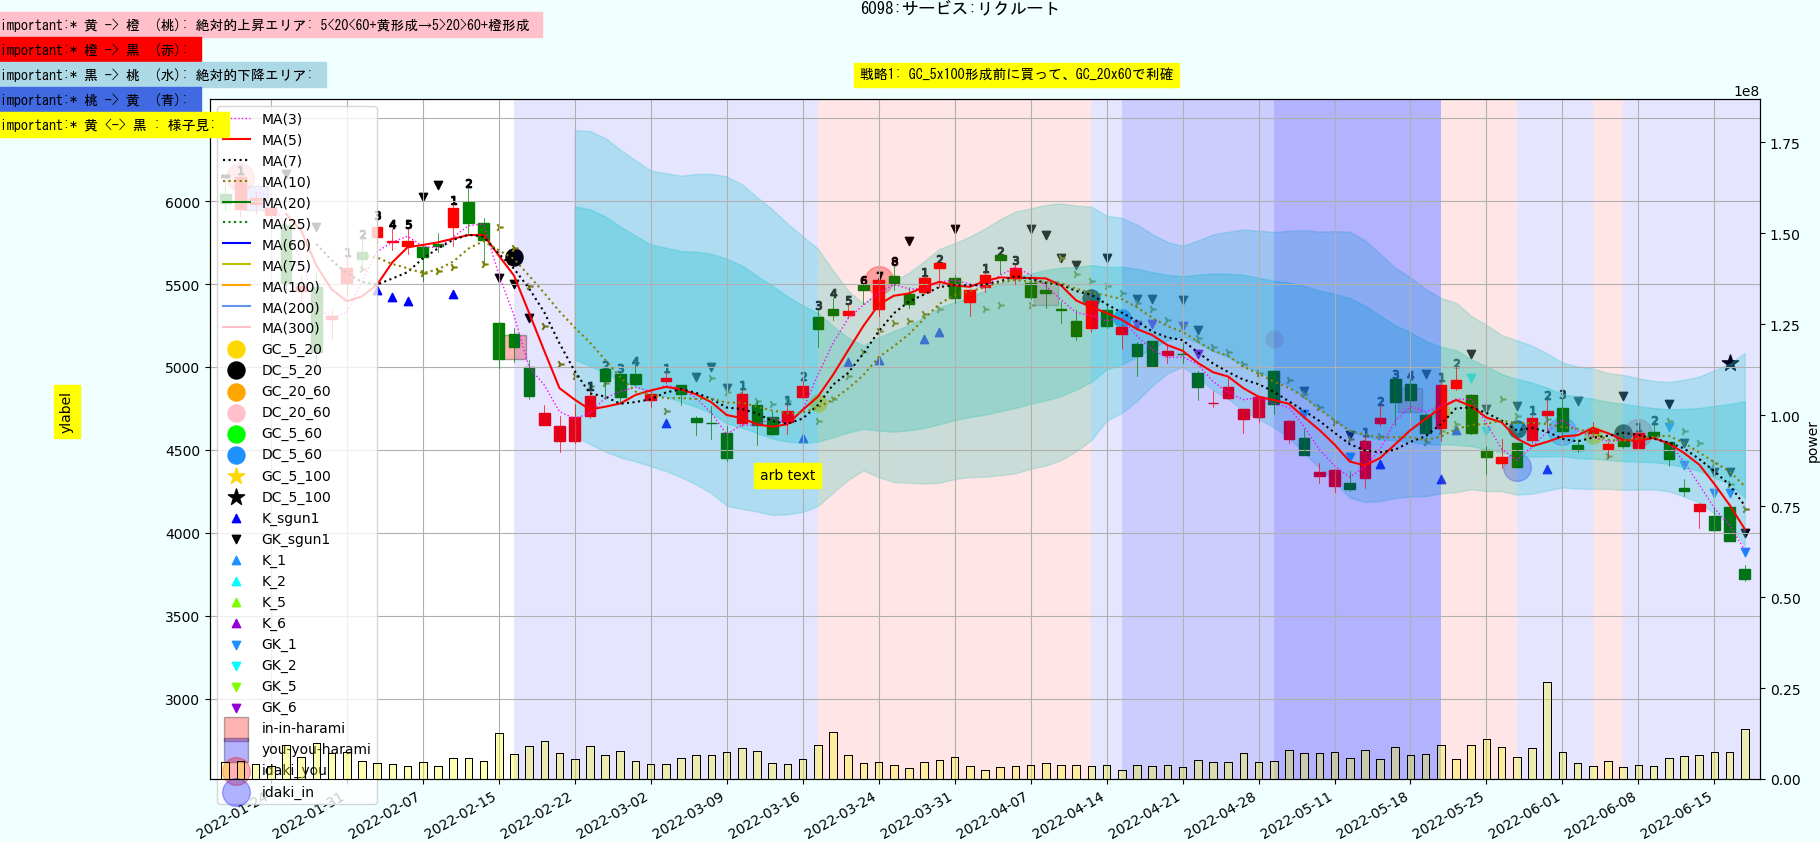 6098:サービス:リクルート
important:* 黄 -> 橙 （桃）: 絶対的上昇エリア: 5<20<60+黄形成→5>20>60+橙形成
important:* 橙 -> 黒 （赤）:
important:* 黒 -> 桃 （水）: 絶対的下降エリア:
戦略1: GC_5x100形成前に買って、GC_20x60で利確
important:* 桃 -> 黄 （青）:
important:* 黄 <-> 黒 : 様子見:
1e8
MA(3)
MA(5)
MA(7)
MA(10)
MA(20)
MA(25)
MA(60)
MA(75)
MA(100)
MA(200)
MA(300)
GC_5_20
DC_5_20
GC_20_60
DC_20_60
GC_5_60
DC_5_60
GC_5_100
DC_5_100
K_sgun1
GK_sgun1
K_1
K_2
K_5
K_6
GK_1
GK_2
GK_5
GK_6
in-in-harami
you-you-harami
idaki_you
idaki_in
6000
5500
5000
4500
4000
3500
3000
ylabel
arb text
1.75
1.50
1.25
1.00
0.75
0.50
0.25
0.00
power
2022-01-24
2022-01-31
2022-02-07
2022-02-15
2022-02-22
2022-03-02
2022-03-09
2022-03-16
2022-03-24
2022-03-31
2022-04-07
2022-04-14
2022-04-21
2022-04-28
2022-05-11
2022-05-18
2022-05-25
2022-06-01
2022-06-08
2022-06-15